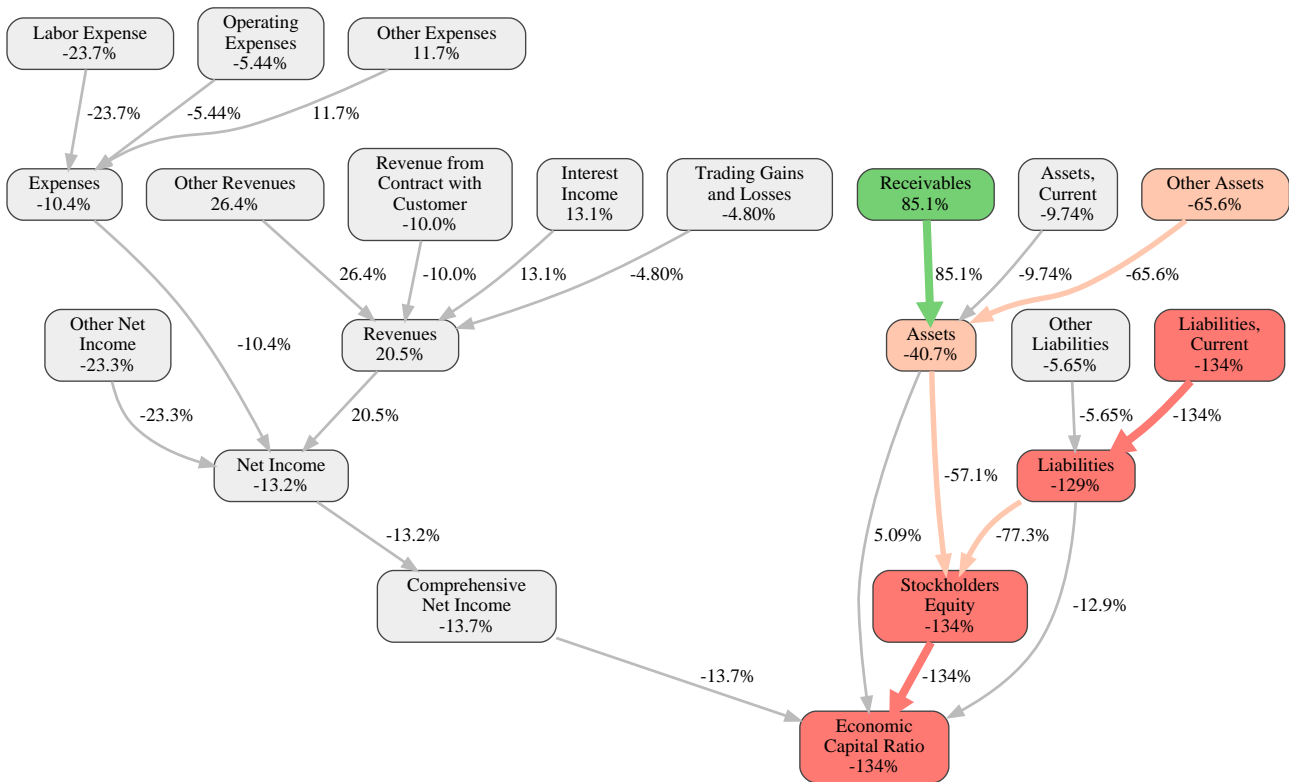 Labor Expense
-23.7%
Operating
Expenses
-5.44%
Other Expenses
11.7%
-23.7%
-5.44%
11.7%
Expenses
-10.4%
Other Revenues
26.4%
Revenue from
Contract with
Customer
-10.0%
Interest
Income
13.1%
Trading Gains
and Losses
-4.80%
Receivables
85.1%
Assets,
Current
-9.74%
Other Assets
-65.6%
26.4%
-10.0%
13.1%
-4.80%
85.1%
-9.74%
-65.6%
Other Net
Income
-23.3%
-10.4%
Revenues
20.5%
Assets
-40.7%
Other
Liabilities
-5.65%
Liabilities,
Current
-134%
-23.3%
20.5%
-5.65%
-134%
Net Income
-13.2%
-57.1%
Liabilities
-129%
-13.2%
5.09%
-77.3%
Comprehensive
Net Income
-13.7%
Stockholders
Equity
-134%
-12.9%
-13.7%
-134%
Economic
Capital Ratio
-134%